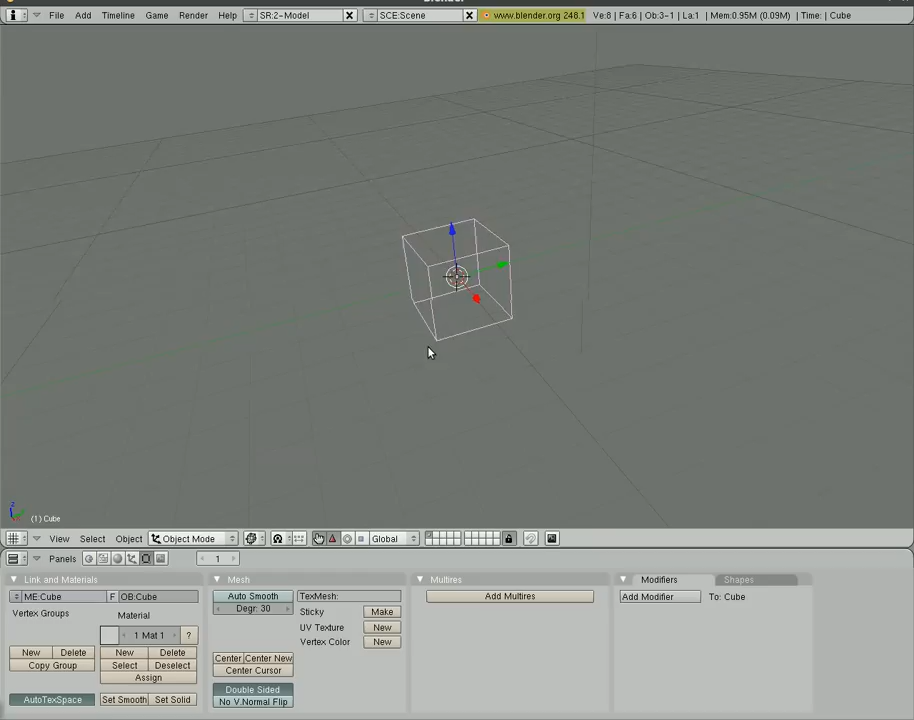 Blender
File Add Timeline Game Render Help SR:2-Model SCE:Scene www.blender.org 248.1 Ve:8 | Fa:6 | Ob:3-1 | La:1 | Mem:0.95M (0.09M) | Time: | Cube
z
(1) Cube
View Select Object Object Mode Global
Panels 1
Link and Materials Mesh Multires Modifiers Shapes
ME:Cube F OB:Cube Auto Smooth TexMesh: Add Multires Add Modifier To: Cube
Degr: 30 Sticky Make
Vertex Groups Material
UV Texture New
1 Mat 1 ?
Vertex Color New
New Delete New Delete Center Center New
Copy Group Select Deselect Center Cursor
Assign
Double Sided
AutoTexSpace Set Smooth Set Solid No V.Normal Flip